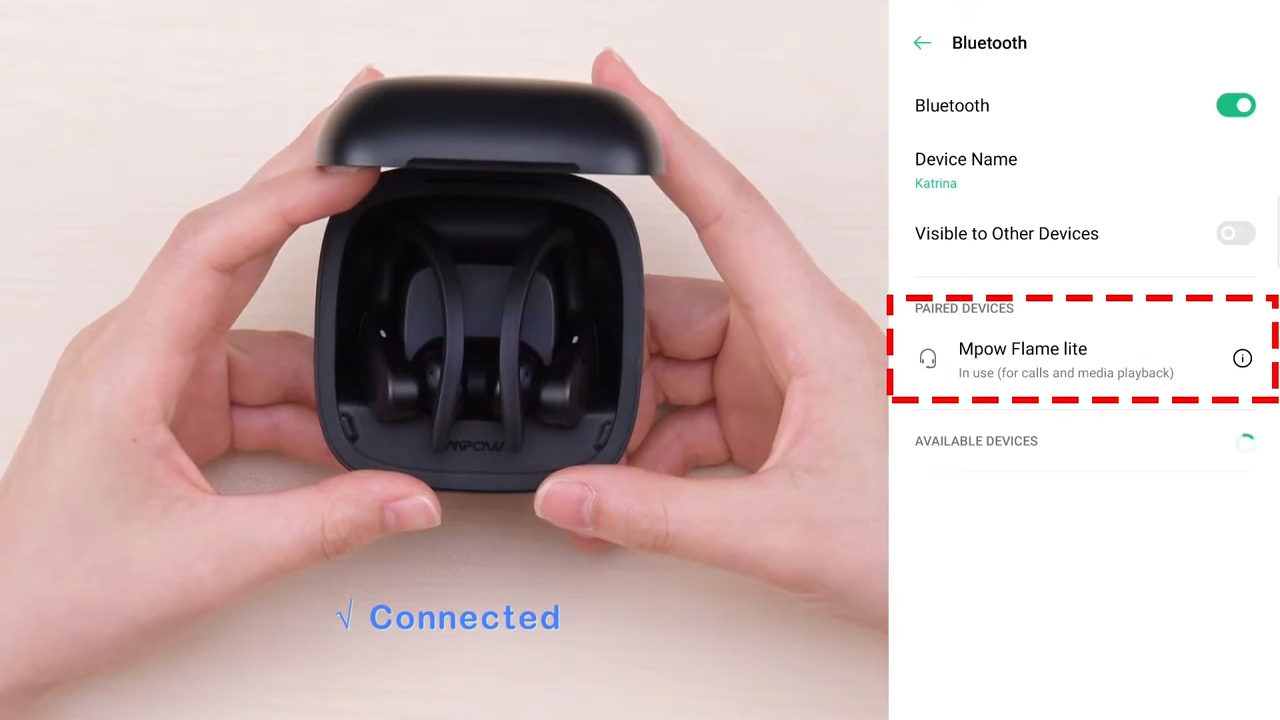 MPOW
√ Connected
Bluetooth
Bluetooth
Device Name
Katrina
Visible to Other Devices
PAIRED DEVICES
Mpow Flame lite
In use (for calls and media playback)
AVAILABLE DEVICES